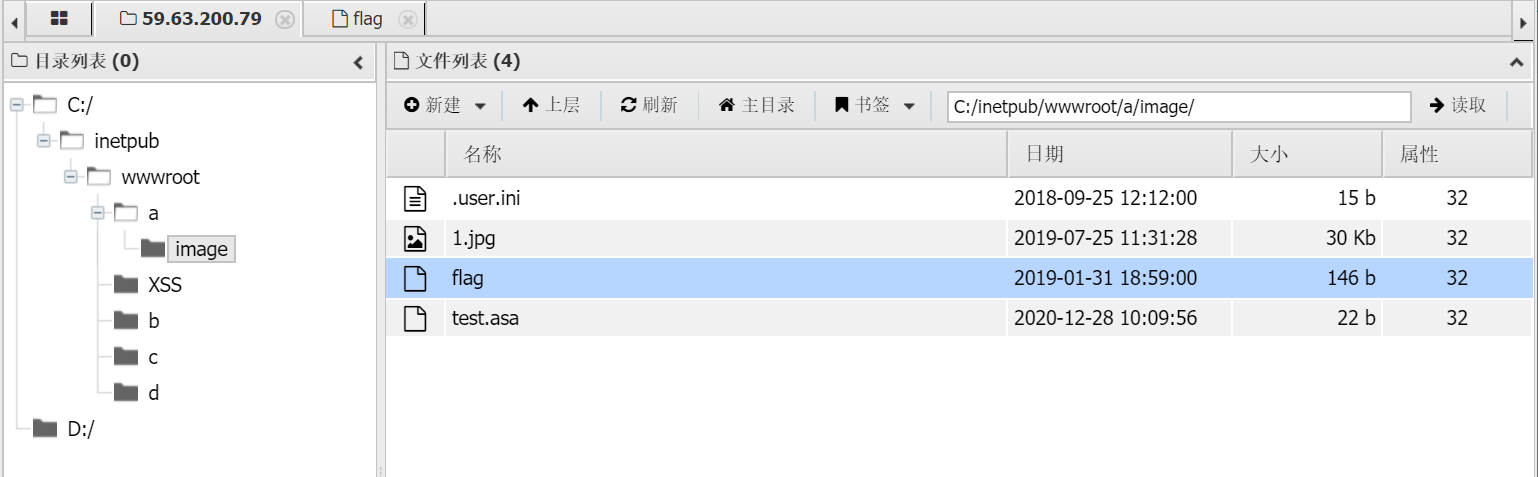 59.63.200.79 flag
目录列表 (0)
文件列表 (4)
新建 上层 刷新 主目录 书签 C:/inetpub/wwwroot/a/image/ 读取
C:/
inetpub
wwwroot
a
image
XSS
b
c
d
D:/
名称 日期 大小 属性
.user.ini 2018-09-25 12:12:00 15 b 32
1.jpg 2019-07-25 11:31:28 30 Kb 32
flag 2019-01-31 18:59:00 146 b 32
test.asa 2020-12-28 10:09:56 22 b 32